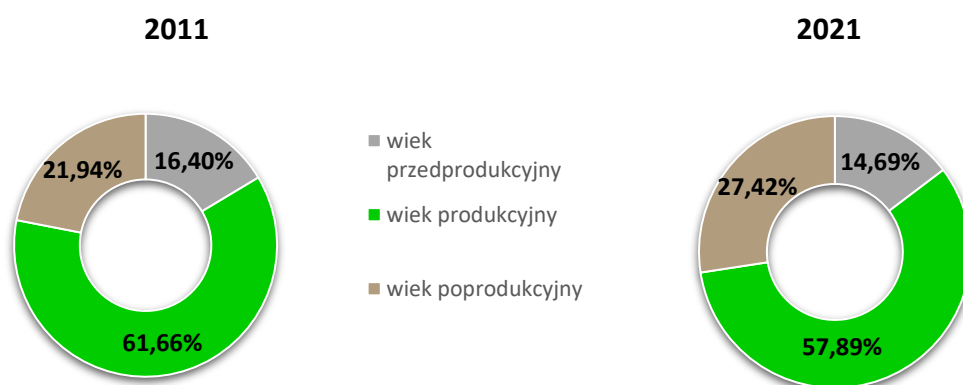 2011
2021
21,94%
16,40%
61,66%
wiek
przedprodukcyjny
wiek produkcyjny
wiek poprodukcyjny
27,42%
14,69%
57,89%